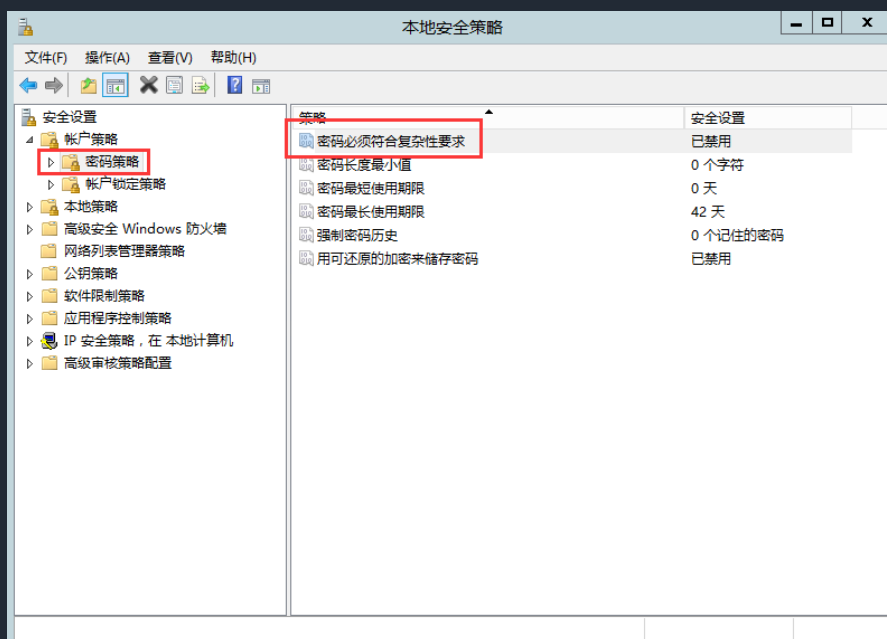 本地安全策略
文件(F) 操作(A) 查看(V) 帮助(H)
安全设置
帐户策略
密码策略
帐户锁定策略
本地策略
高级安全 Windows 防火墙
网络列表管理器策略
公钥策略
软件限制策略
应用程序控制策略
IP 安全策略，在 本地计算机
高级审核策略配置
策略 安全设置
密码必须符合复杂性要求 已禁用
密码长度最小值 0 个字符
密码最短使用期限 0 天
密码最长使用期限 42 天
强制密码历史 0 个记住的密码
用可还原的加密来储存密码 已禁用